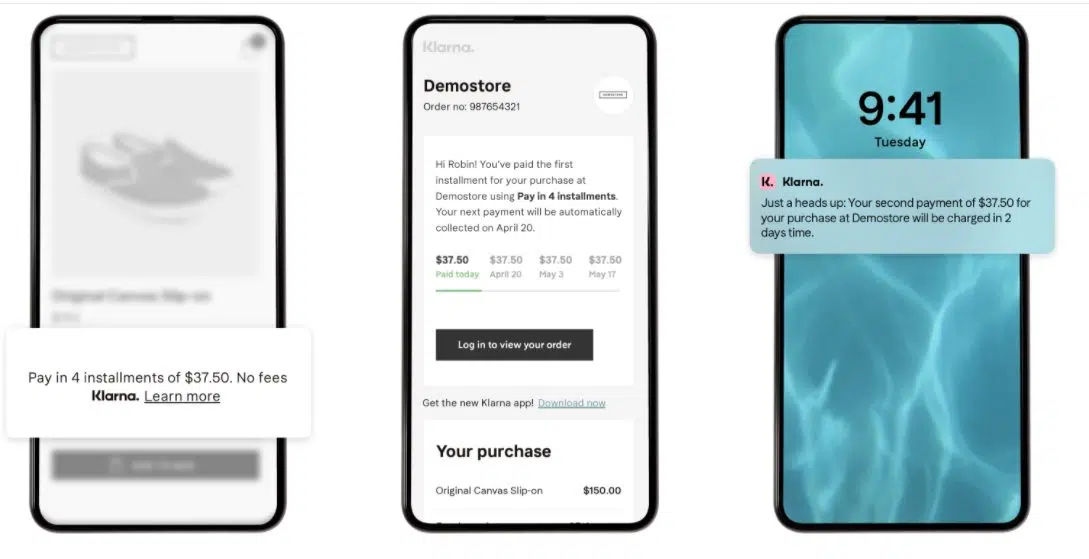 Original Canvas Slip-on
Pay in 4 installments of $37.50. No fees
Klarna. Learn more
Klarna.
Demostore
Order no: 987654321
Hi Robin! You've paid the first
installment for your purchase at
Demostore using Pay in 4 installments.
Your next payment will be automatically
collected on April 20.
$37.50 $37.50 $37.50 $37.50
Paid today April 20 May 3 May 17
Log in to view your order
Get the new Klarna app! Download now
Your purchase
Original Canvas Slip-on $150.00
9:41
Tuesday
K. Klarna.
Just a heads up: Your second payment of $37.50 for
your purchase at Demostore will be charged in 2
days time.